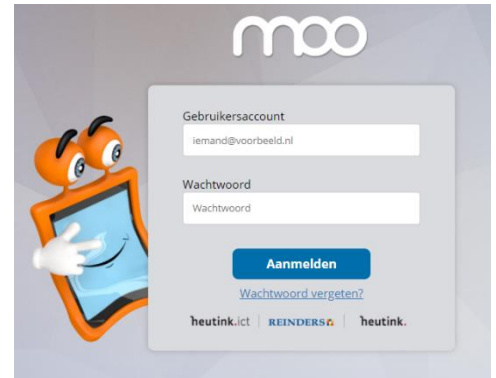 moo
Gebruikersaccount
iemand@voorbeeld.nl
Wachtwoord
Wachtwoord
Aanmelden
Wachtwoord vergeten?
heutink.ict | REINDERS | heutink.